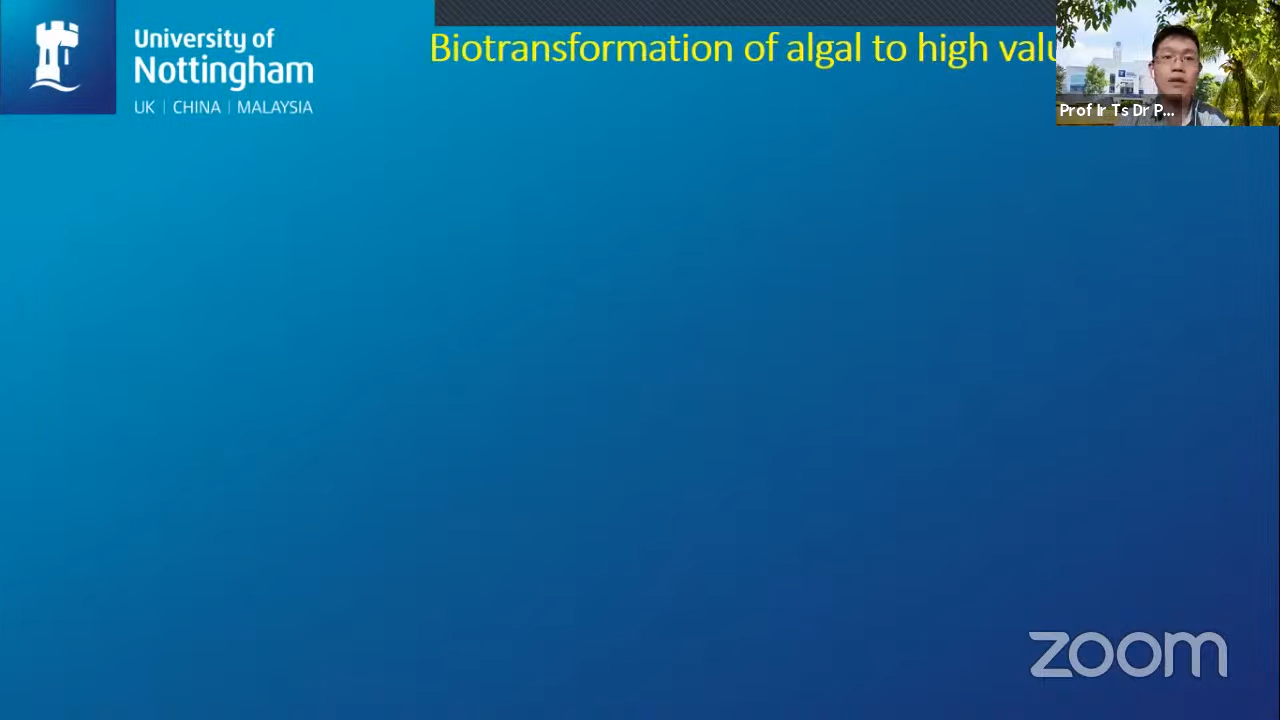 University of
Nottingham
UK | CHINA | MALAYSIA
Biotransformation of algal to high valu
Prof Ir Ts Dr P...
zoom